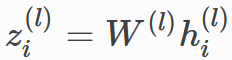 z_i^{(l)} = W^{(l)} h_i^{(l)}